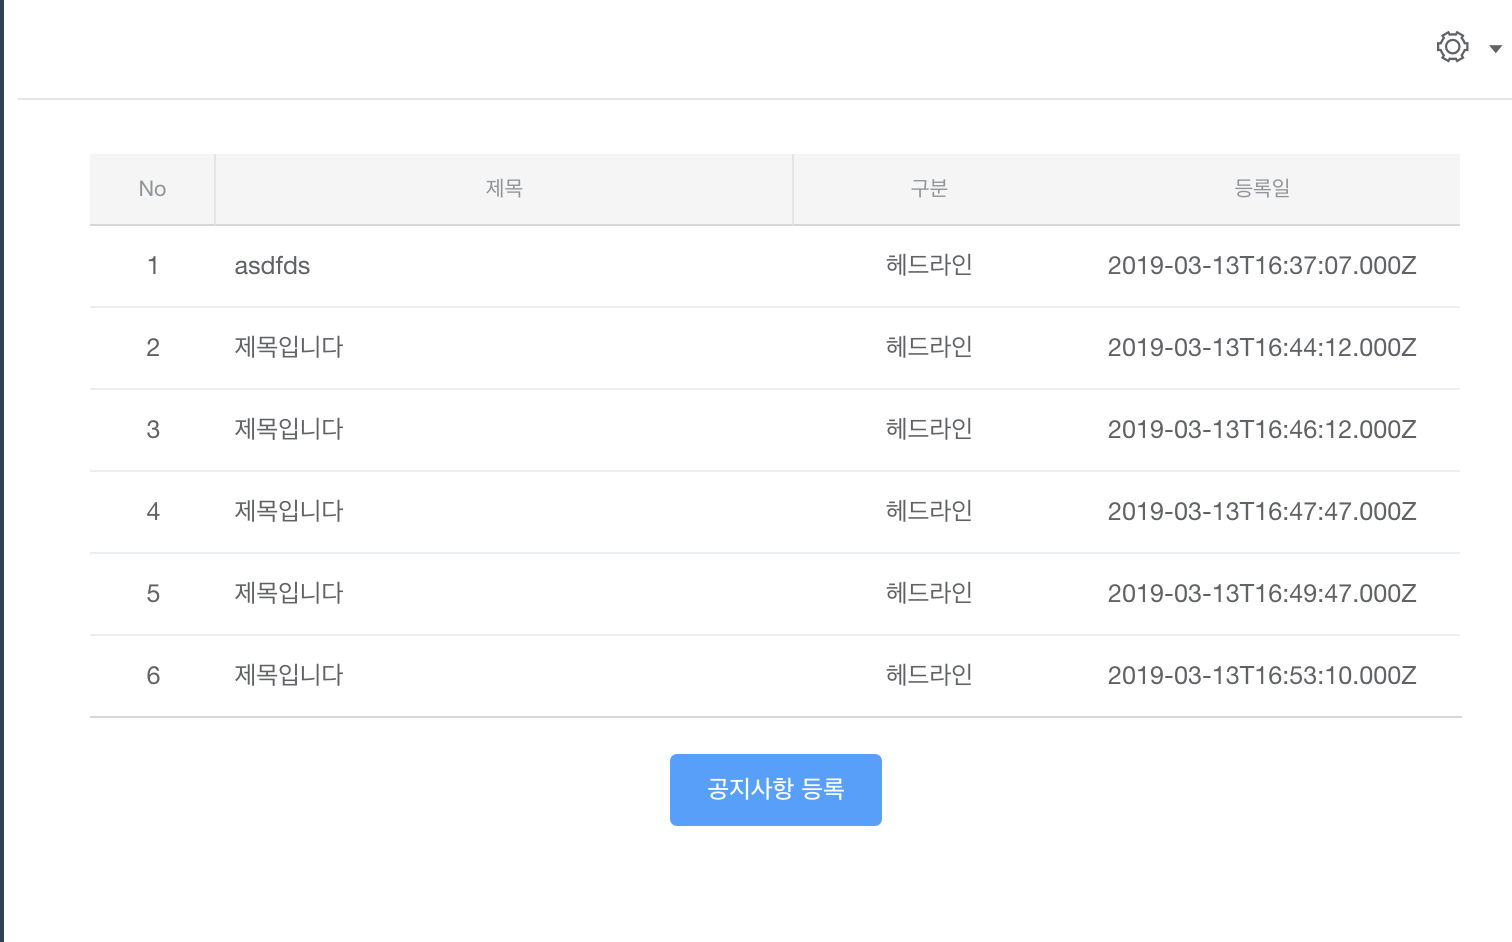 No 제목 구분 등록일
1 asdfds 헤드라인 2019-03-13T16:37:07.000Z
2 제목입니다 헤드라인 2019-03-13T16:44:12.000Z
3 제목입니다 헤드라인 2019-03-13T16:46:12.000Z
4 제목입니다 헤드라인 2019-03-13T16:47:47.000Z
5 제목입니다 헤드라인 2019-03-13T16:49:47.000Z
6 제목입니다 헤드라인 2019-03-13T16:53:10.000Z
공지사항 등록